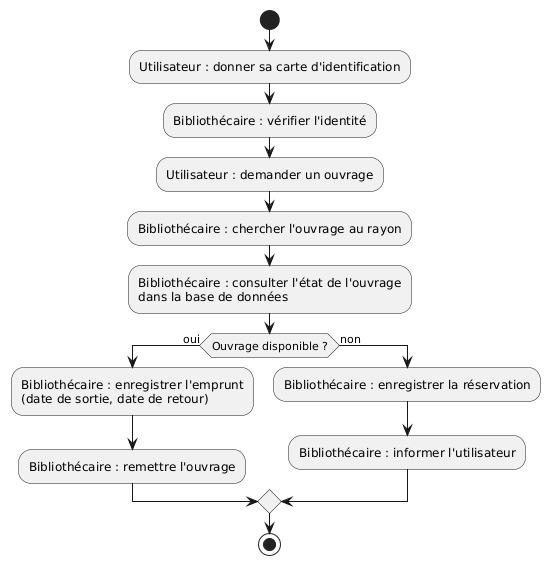 Utilisateur : donner sa carte d'identification
Bibliothécaire : vérifier l'identité
Utilisateur : demander un ouvrage
Bibliothécaire : chercher l'ouvrage au rayon
Bibliothécaire : consulter l'état de l'ouvrage
dans la base de données
oui
Ouvrage disponible ?
non
Bibliothécaire : enregistrer l'emprunt
(date de sortie, date de retour)
Bibliothécaire : remettre l'ouvrage
Bibliothécaire : enregistrer la réservation
Bibliothécaire : informer l'utilisateur